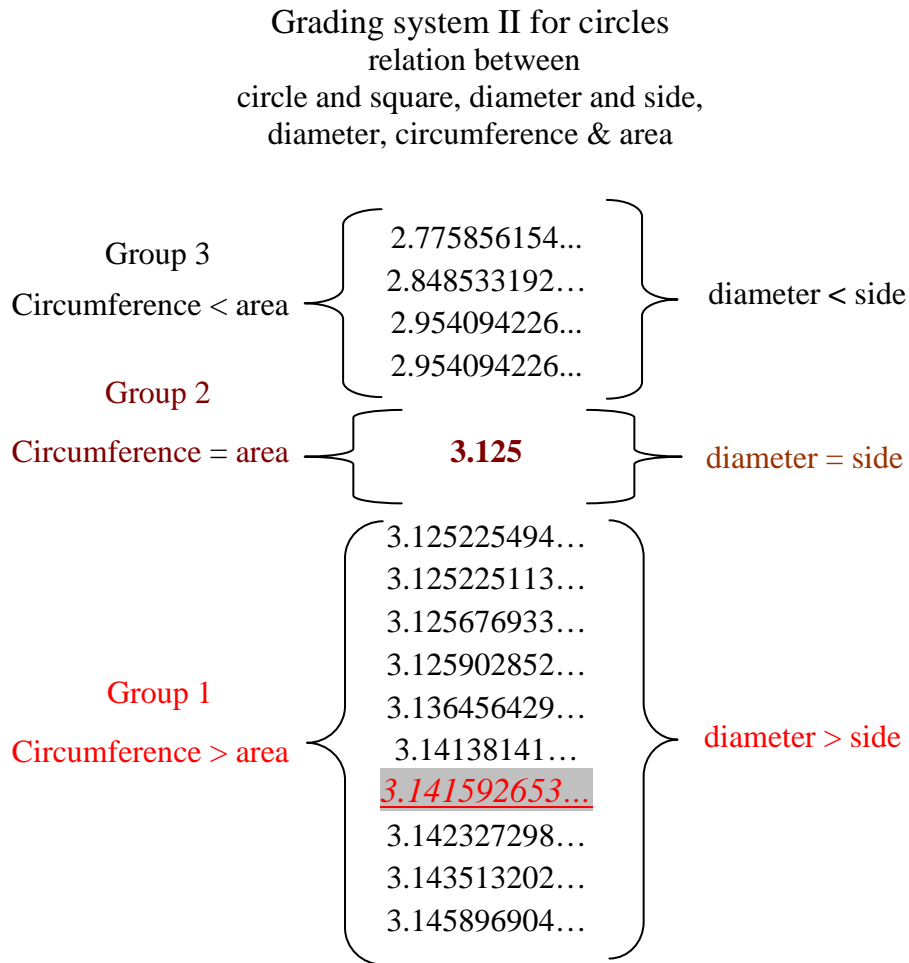 Grading system II for circles
relation between
circle and square, diameter and side,
diameter, circumference & area
Group 3
Circumference < area
2.775856154...
2.848533192…
2.954094226...
2.954094226...
diameter < side
Group 2
Circumference = area
3.125
diameter = side
Group 1
Circumference > area
3.125225494…
3.125225113…
3.125676933…
3.125902852…
3.136456429…
3.14138141…
3.141592653...
3.142327298…
3.143513202…
3.145896904…
diameter > side